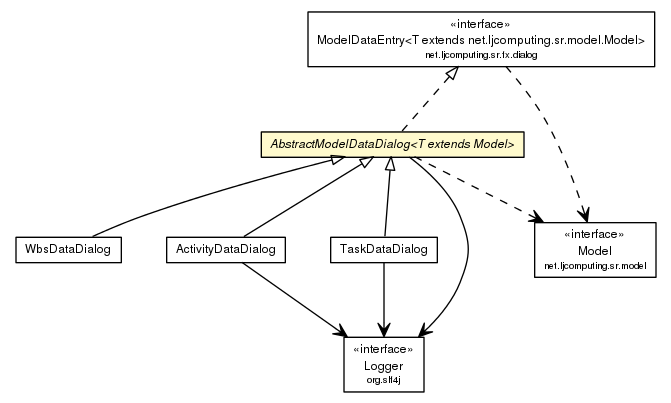 «interface»
ModelDataEntry<T extends net.ljcomputing.sr.model.Model>
net.ljcomputing.sr.fx.dialog
AbstractModelDataDialog<T extends Model>
WbsDataDialog
ActivityDataDialog
TaskDataDialog
«interface»
Model
net.ljcomputing.sr.model
«interface»
Logger
org.slf4j